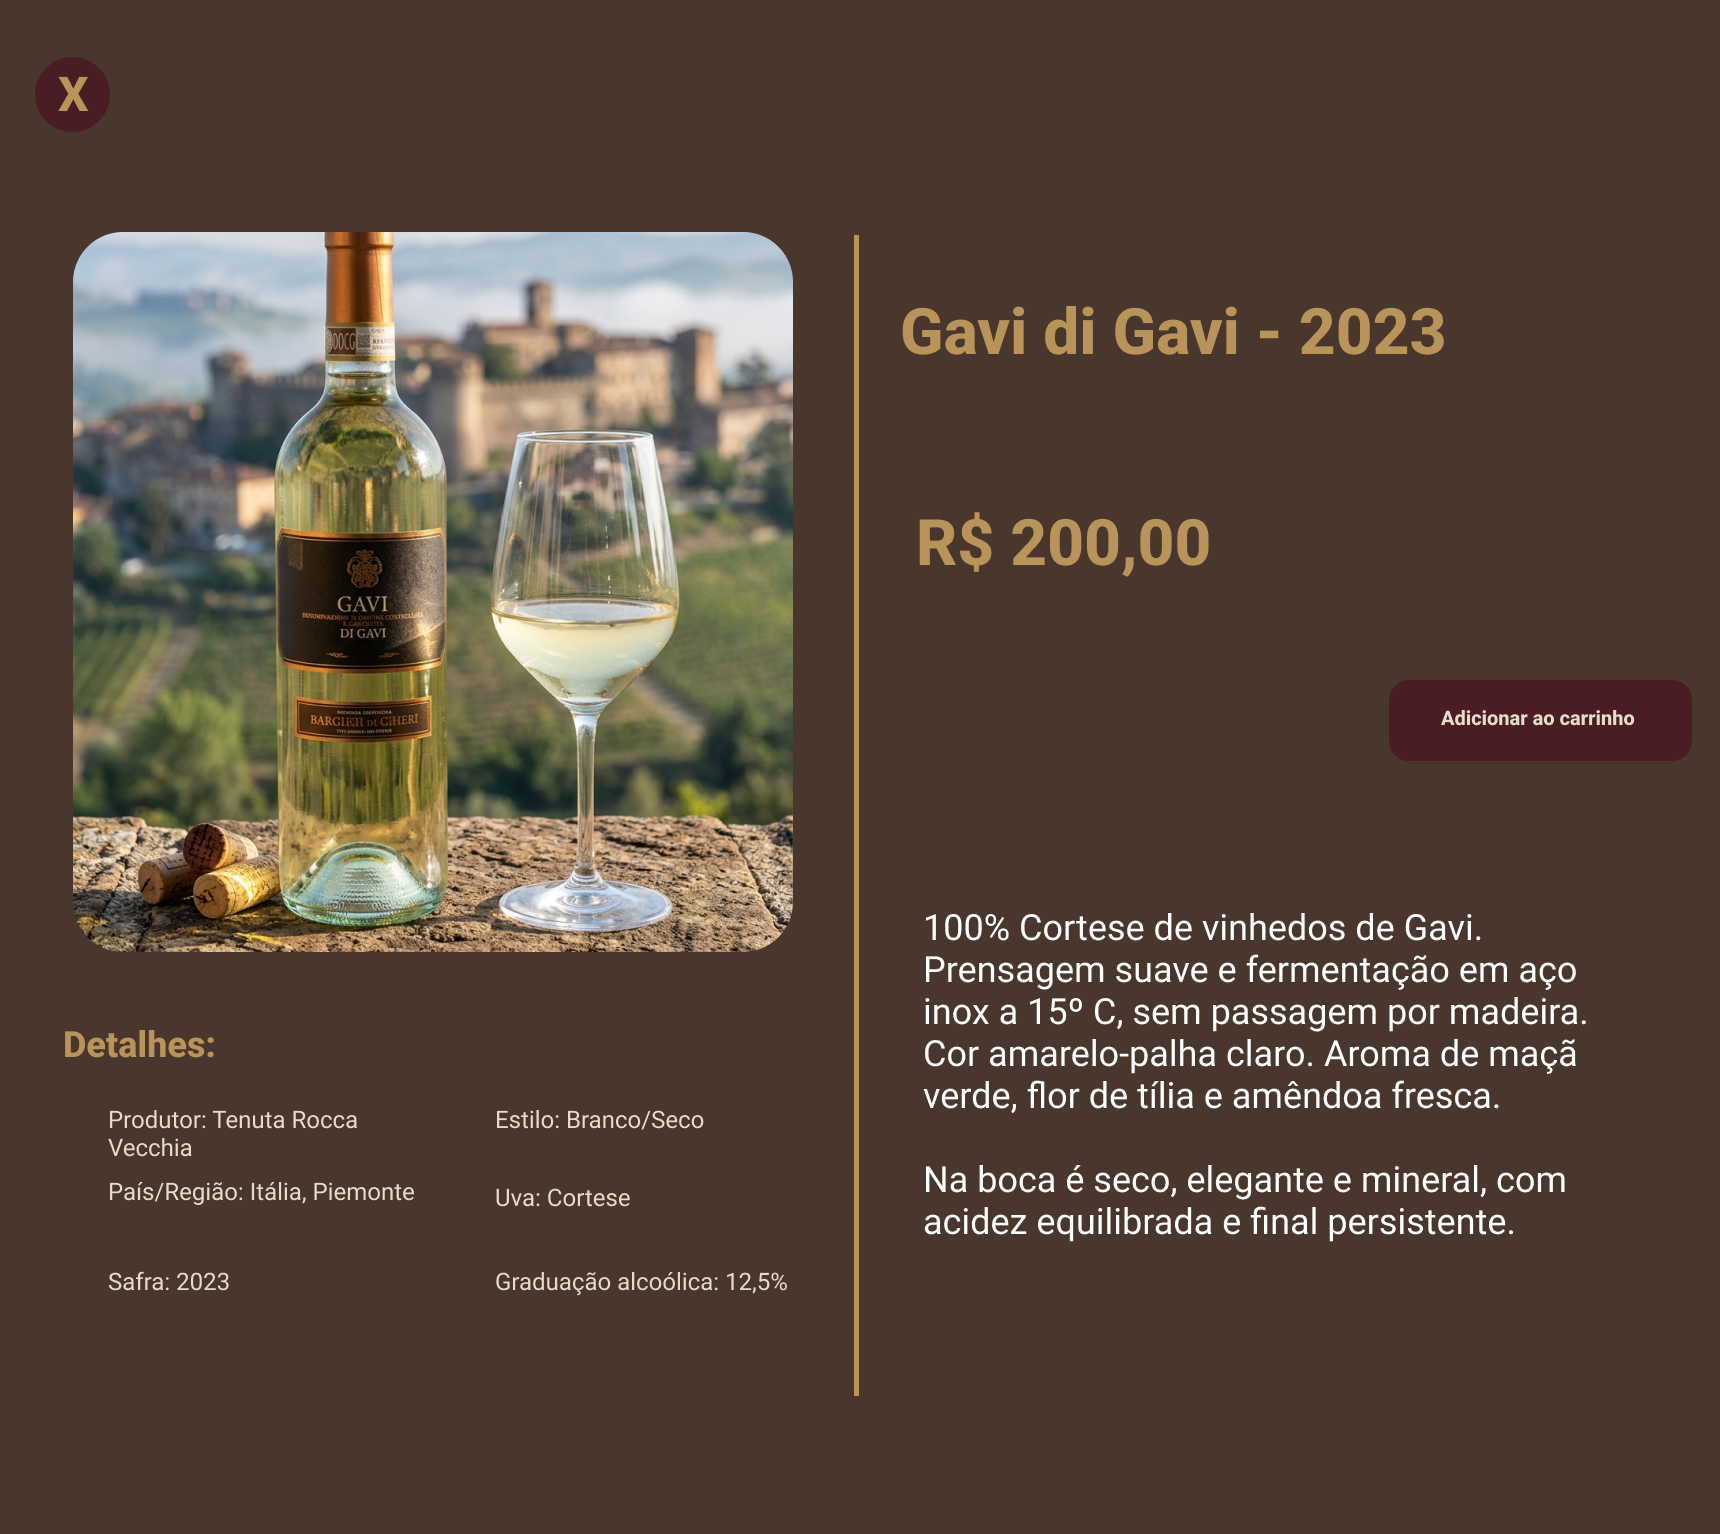 X
DOCG
GAVI
DI GAVI
BARGIER DI CIHERI
Gavi di Gavi - 2023
R$ 200,00
Adicionar ao carrinho
100% Cortese de vinhedos de Gavi.
Prensagem suave e fermentação em aço
inox a 15º C, sem passagem por madeira.
Cor amarelo-palha claro. Aroma de maçã
verde, flor de tília e amêndoa fresca.
Na boca é seco, elegante e mineral, com
acidez equilibrada e final persistente.
Detalhes:
Produtor: Tenuta Rocca
Vecchia
País/Região: Itália, Piemonte
Safra: 2023
Estilo: Branco/Seco
Uva: Cortese
Graduação alcoólica: 12,5%